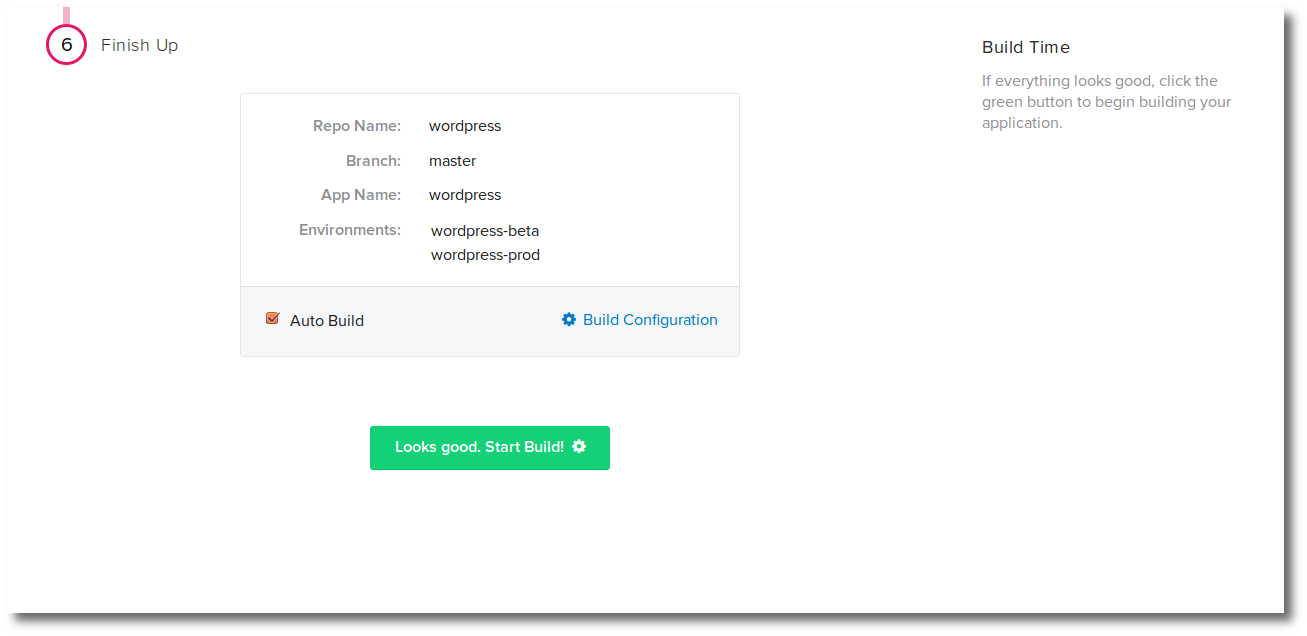 6 Finish Up
Build Time
If everything looks good, click the
green button to begin building your
application.
Repo Name: wordpress
Branch: master
App Name: wordpress
Environments: wordpress-beta
wordpress-prod
Auto Build Build Configuration
Looks good. Start Build!